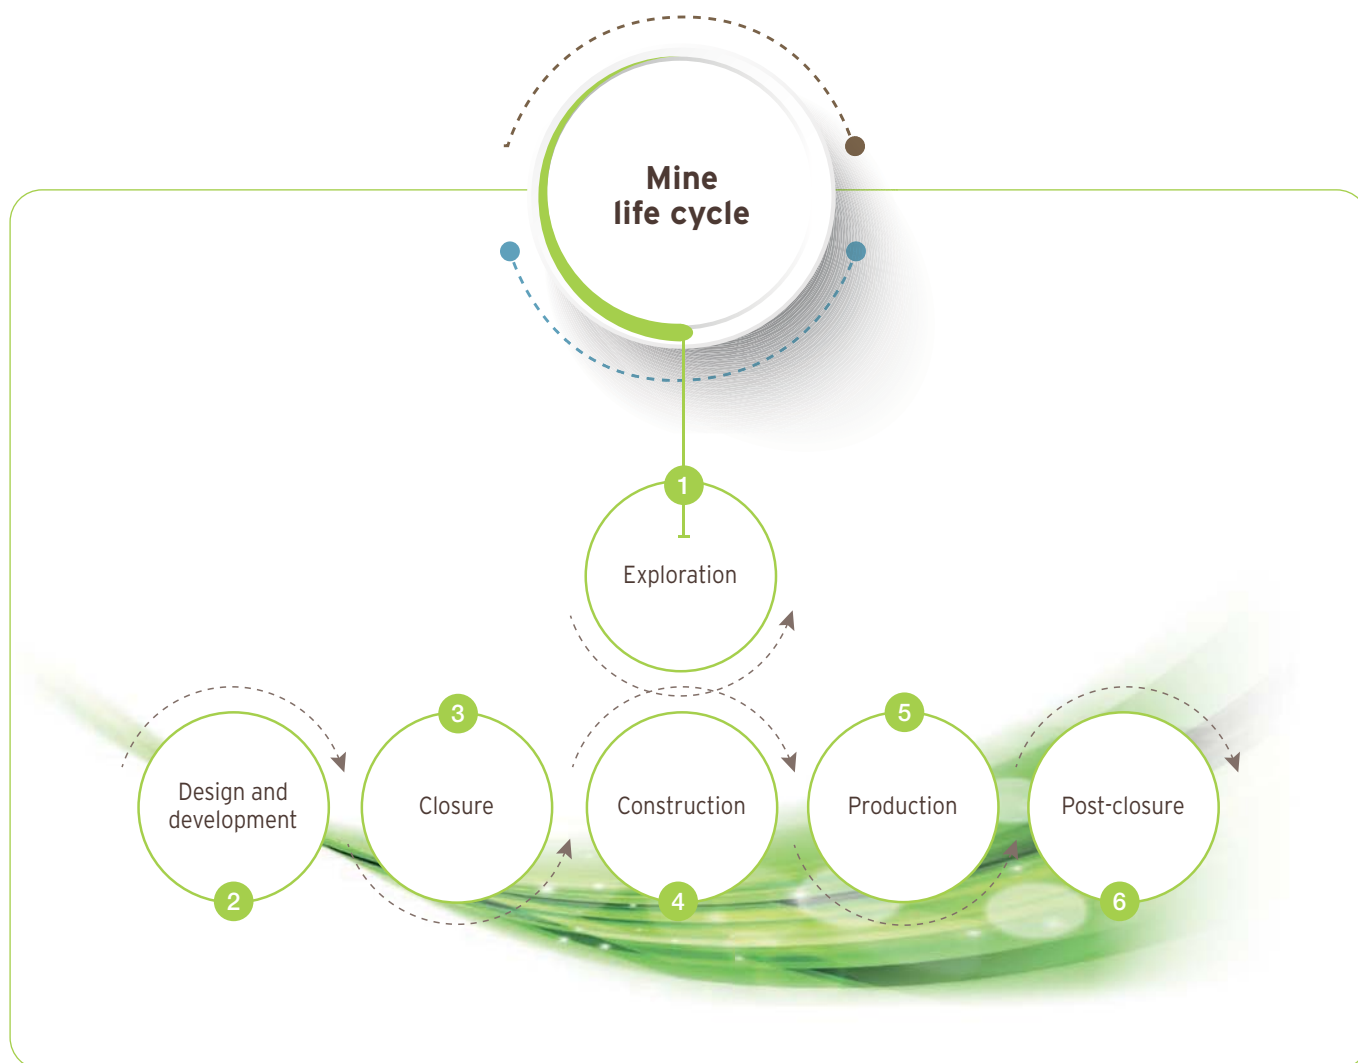 Mine
life cycle
1
Exploration
2
Design and
development
3
Closure
4
Construction
5
Production
6
Post-closure